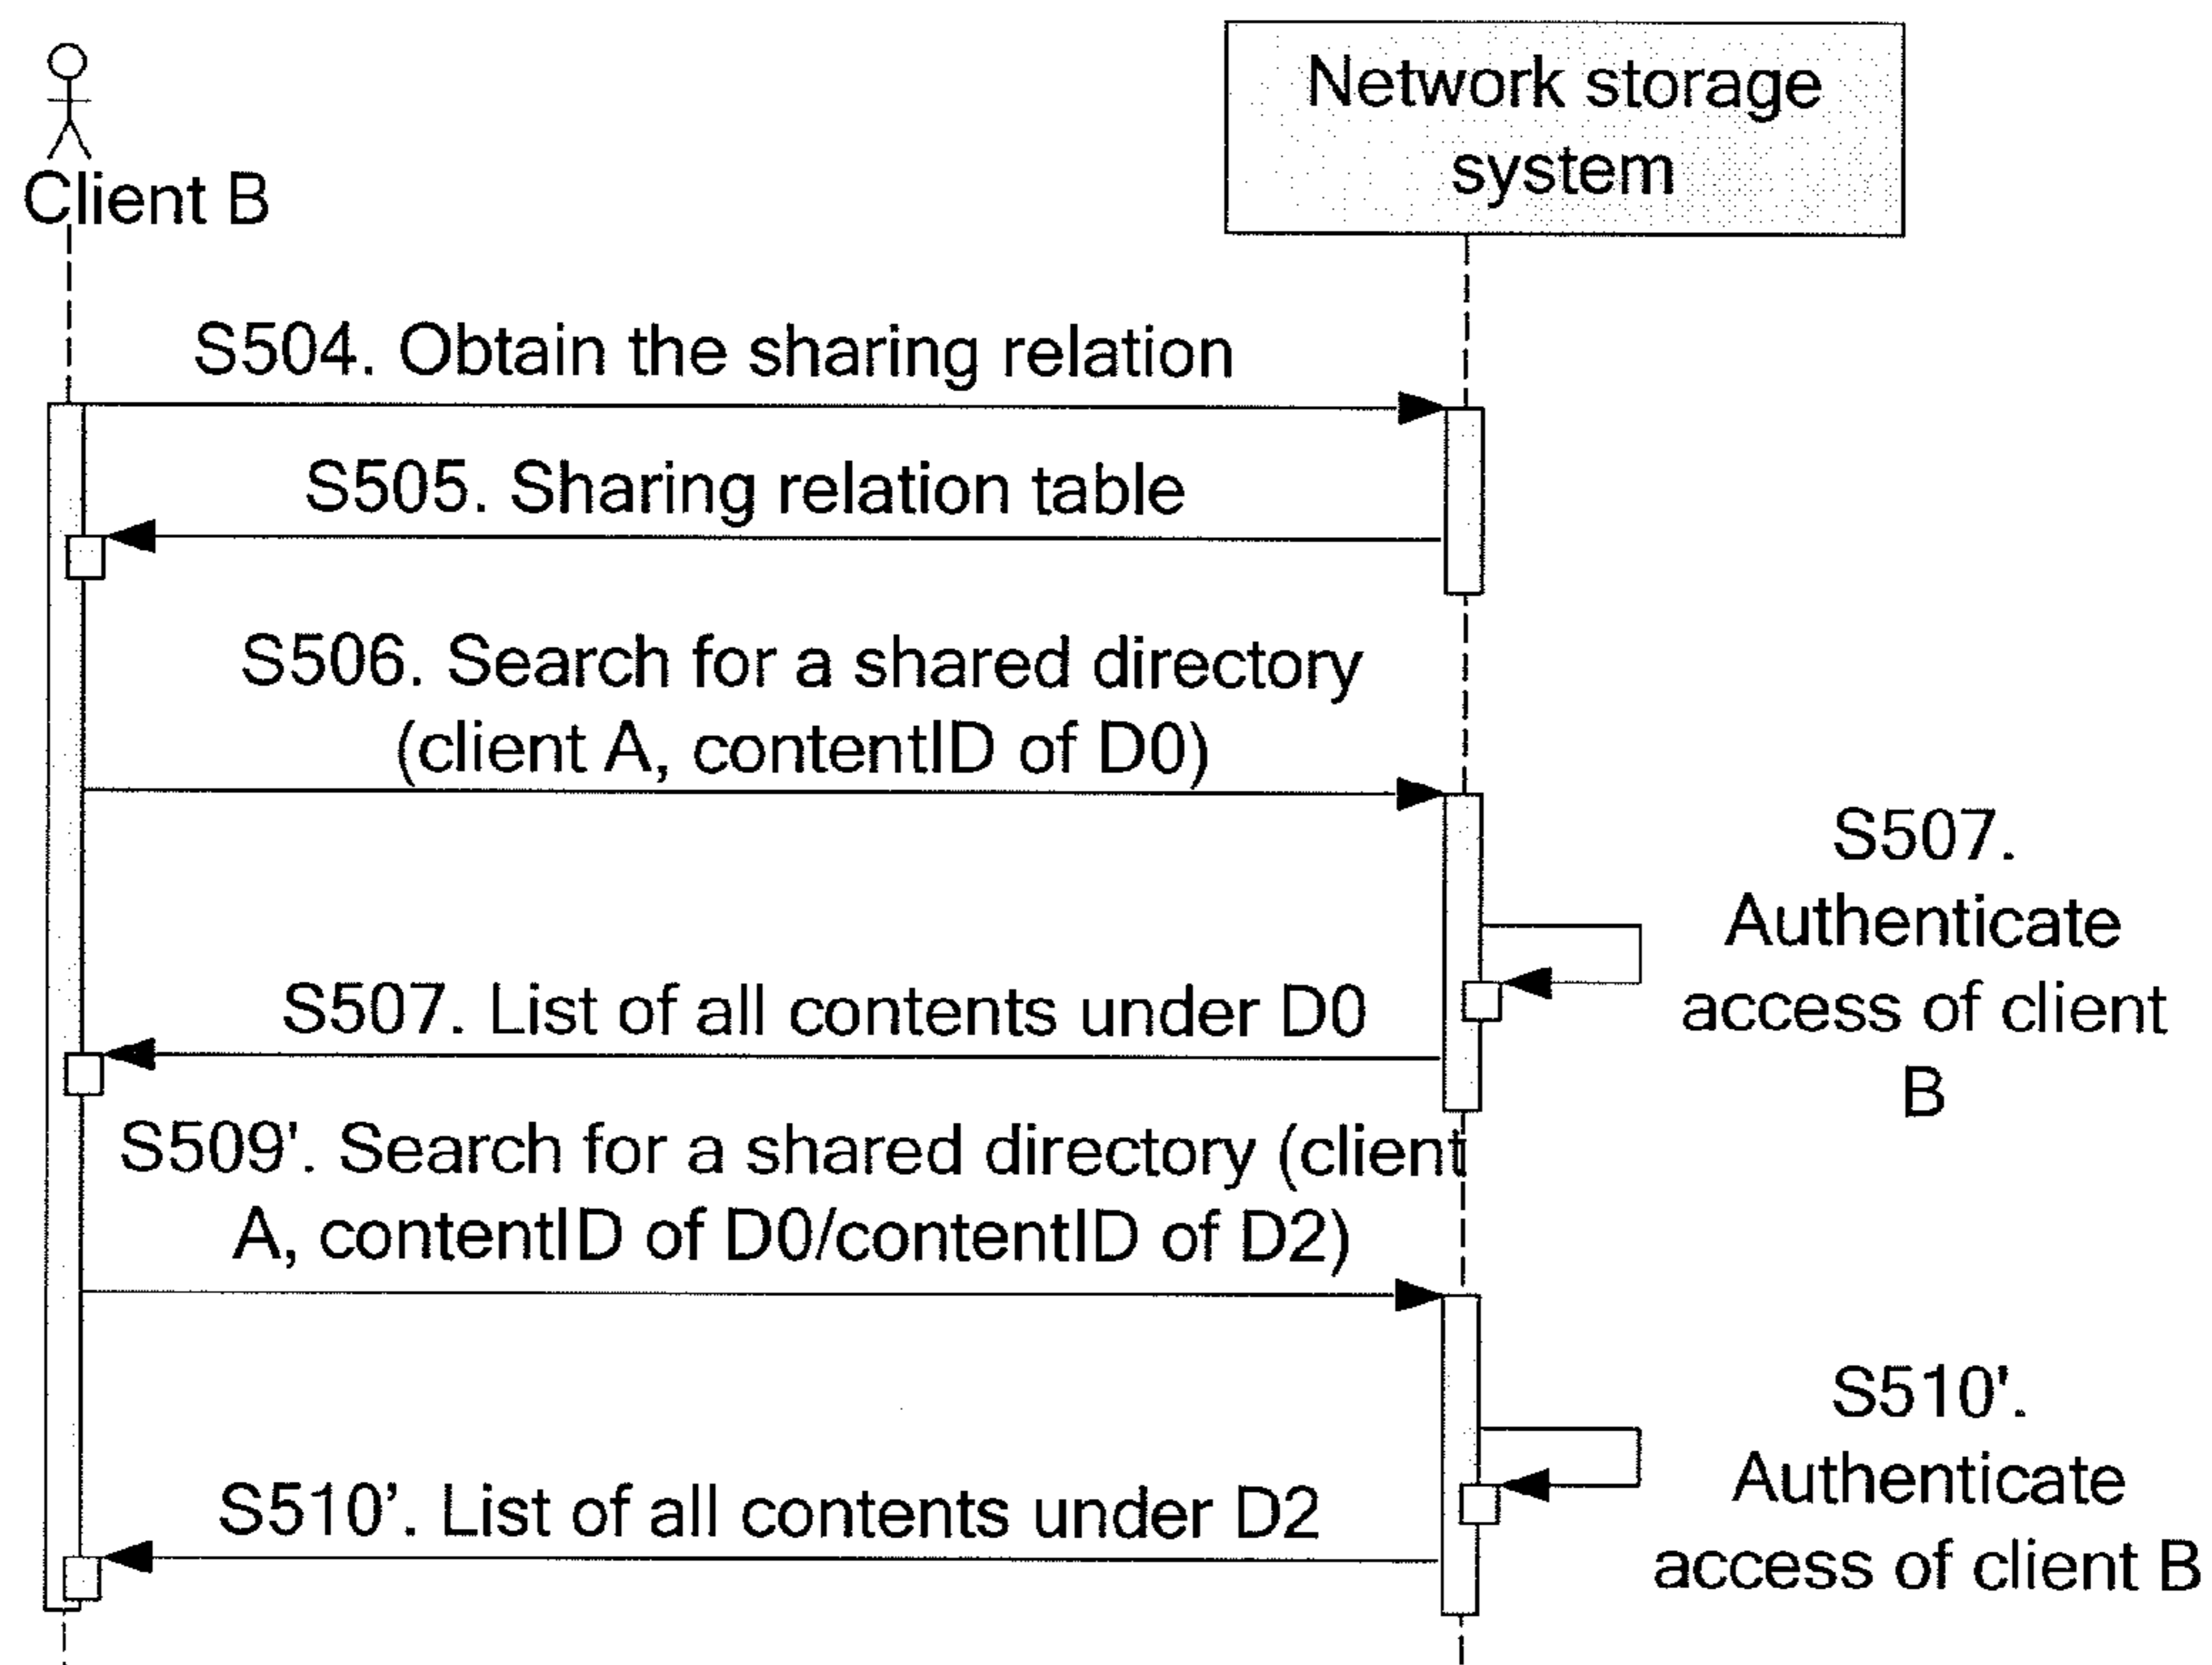 Client B
Network storage
system
S504. Obtain the sharing relation
S505. Sharing relation table
S506. Search for a shared directory
(client A, contentID of D0)
S507.
Authenticate
access of client
B
S507. List of all contents under D0
S509'. Search for a shared directory (client
A, contentID of D0/contentID of D2)
S510'.
Authenticate
access of client B
S510’. List of all contents under D2